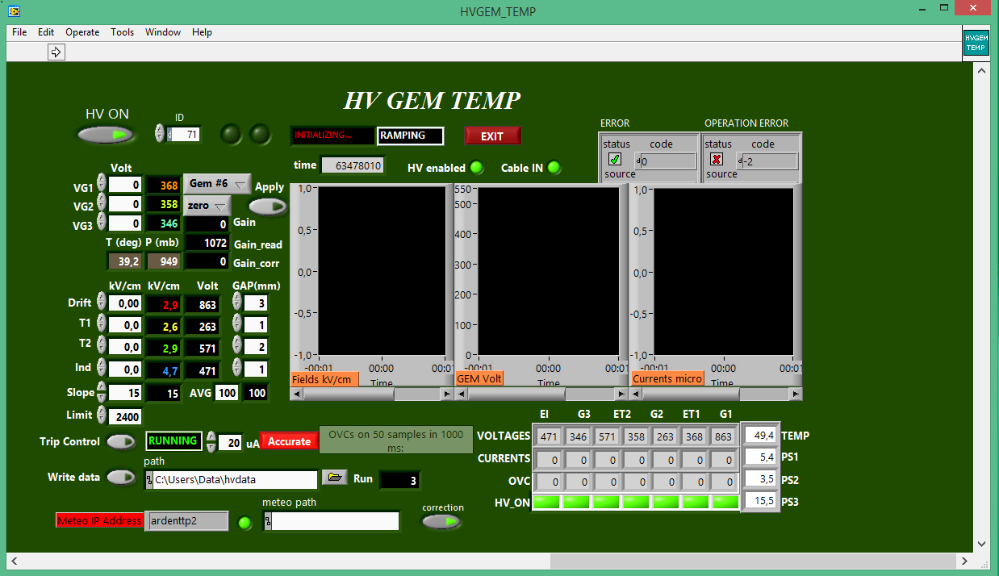 HVGEM_TEMP
File Edit Operate Tools Window Help
HVGEM
TEMP
HV GEM TEMP
HV ON
ID
71
INITIALIZING...
RAMPING
EXIT
ERROR
status code
0
source
OPERATION ERROR
status code
-2
source
time 63478010
HV enabled
Cable IN
Volt
VG1 0 368 Gem #6 Apply
VG2 0 358 zero
VG3 0 346 0 Gain
T (deg) P (mb) 1072 Gain_read
39,2 949 0 Gain_corr
kV/cm kV/cm Volt GAP(mm)
Drift 0,00 2,9 863 3
T1 0,0 2,6 263 1
T2 0,0 2,9 571 2
Ind 0,0 4,7 471 1
Slope 15 15 AVG 100 100
Limit 2400
1,0
0,5
0,0
-0,5
-1,0
-00:01 00:00 00:01
Fields kV/cm Time
550
500
400
300
200
100
0
-00:01 00:00 00:01
GEM Volt Time
1,0
0,5
0,0
-0,5
-1,0
-00:01 00:00 00:01
Currents micro Time
Trip Control RUNNING 20 uA Accurate
OVCs on 50 samples in 1000
ms:
path
Write data C:\Users\Data\hvdata Run 3
meteo path
Meteo IP Address ardenttp2
correction
EI G3 ET2 G2 ET1 G1
VOLTAGES 471 346 571 358 263 368 863 49,4 TEMP
CURRENTS 0 0 0 0 0 0 0 5,4 PS1
OVC 0 0 0 0 0 0 0 3,5 PS2
HV_ON 15,5 PS3